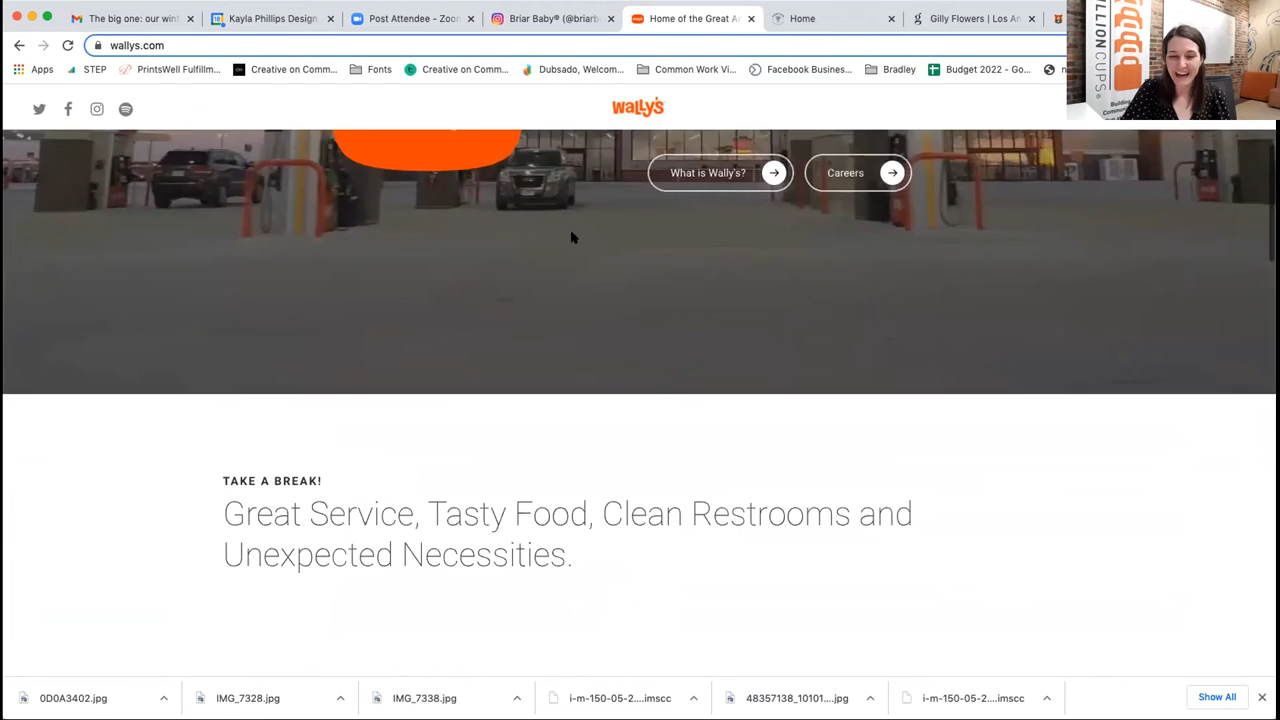 The big one: our wint
Kayla Phillips Design
Post Attendee - Zoom
Briar Baby® (@briarb
Home of the Great Am
Home
Gilly Flowers | Los An
wallys.com
Apps
STEP
PrintsWell Fulfillm...
Creative on Comm...
Fonts
Creative on Comm...
Dubsado, Welcom...
Common Work Vi...
Facebook Busines...
Bradley
Budget 2022 - Go...
wally's
What is Wally's?
Careers
TAKE A BREAK!
Great Service, Tasty Food, Clean Restrooms and
Unexpected Necessities.
0D0A3402.jpg
IMG_7328.jpg
IMG_7338.jpg
i-m-150-05-2....imscc
48357138_10101....jpg
i-m-150-05-2....imscc
Show All